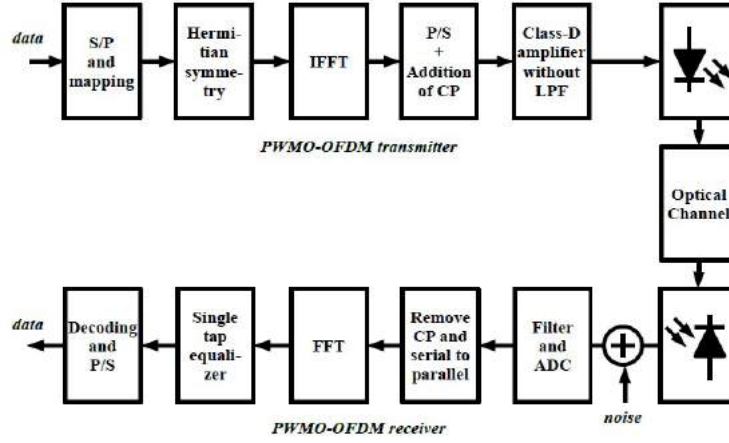 data
S/P
and
mapping
Hermi-
tian
symme-
try
IFFT
P/S
+
Addition
of CP
Class-D
amplifier
without
LPF
PWMO-OFDM transmitter
Optical
Channel
data
Decoding
and
P/S
Single
tap
equali-
zer
FFT
Remove
CP and
serial to
parallel
Filter
and
ADC
noise
PWMO-OFDM receiver